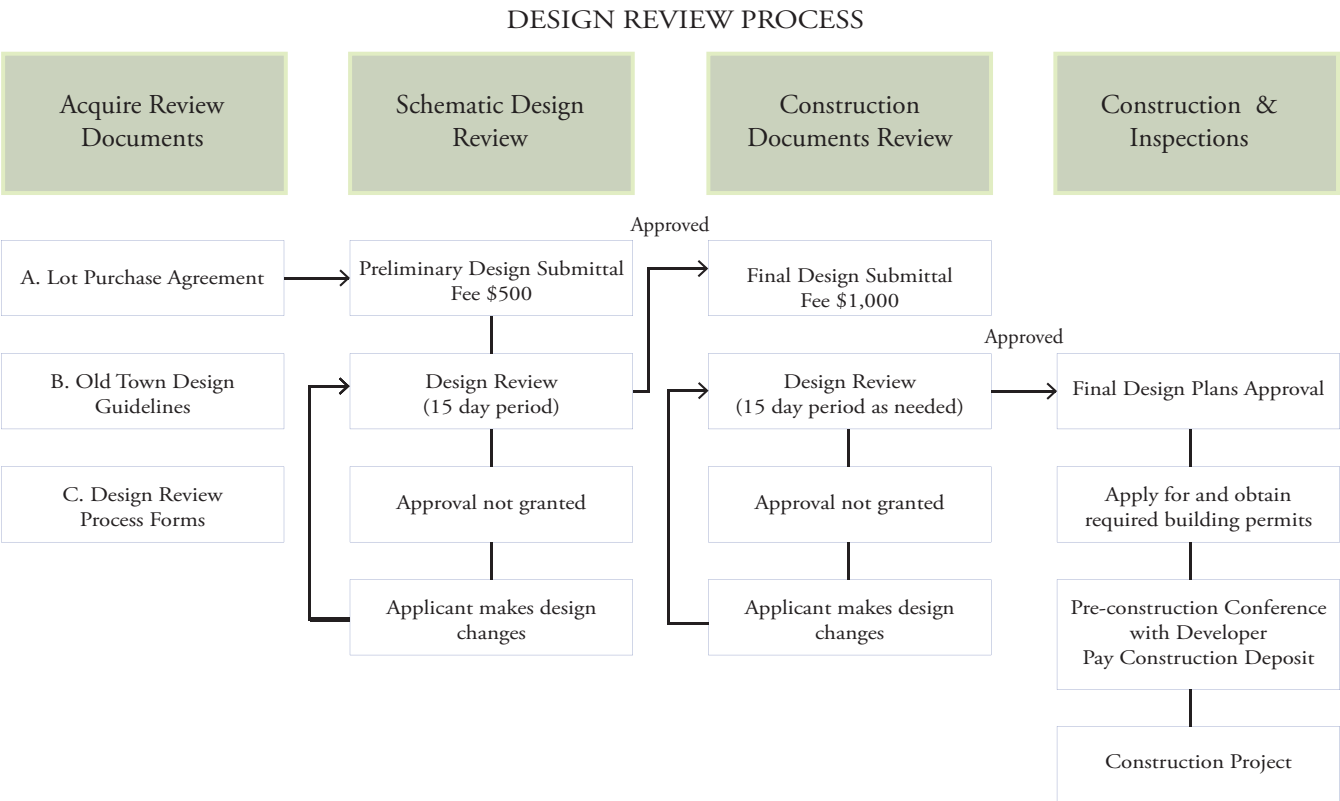 DESIGN REVIEW PROCESS
Acquire Review
Documents
Schematic Design
Review
Construction
Documents Review
Construction &
Inspections
A. Lot Purchase Agreement
B. Old Town Design
Guidelines
C. Design Review
Process Forms
Preliminary Design Submittal
Fee $500
Design Review
(15 day period)
Approval not granted
Applicant makes design
changes
Approved
Final Design Submittal
Fee $1,000
Design Review
(15 day period as needed)
Approval not granted
Applicant makes design
changes
Approved
Final Design Plans Approval
Apply for and obtain
required building permits
Pre-construction Conference
with Developer
Pay Construction Deposit
Construction Project